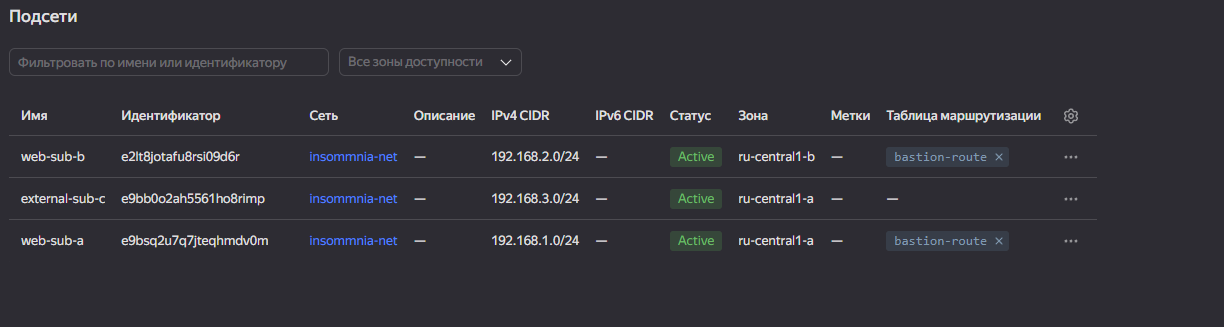 Подсети
Фильтровать по имени или идентификатору Все зоны доступности
Имя Идентификатор Сеть Описание IPv4 CIDR IPv6 CIDR Статус Зона Метки Таблица маршрутизации
web-sub-b e2lt8jotafu8rsi09d6r insommnia-net — 192.168.2.0/24 — Active ru-central1-b — bastion-route ×
external-sub-c e9bb0o2ah5561ho8rimp insommnia-net — 192.168.3.0/24 — Active ru-central1-a — —
web-sub-a e9bsq2u7q7jteqhmdv0m insommnia-net — 192.168.1.0/24 — Active ru-central1-a — bastion-route ×